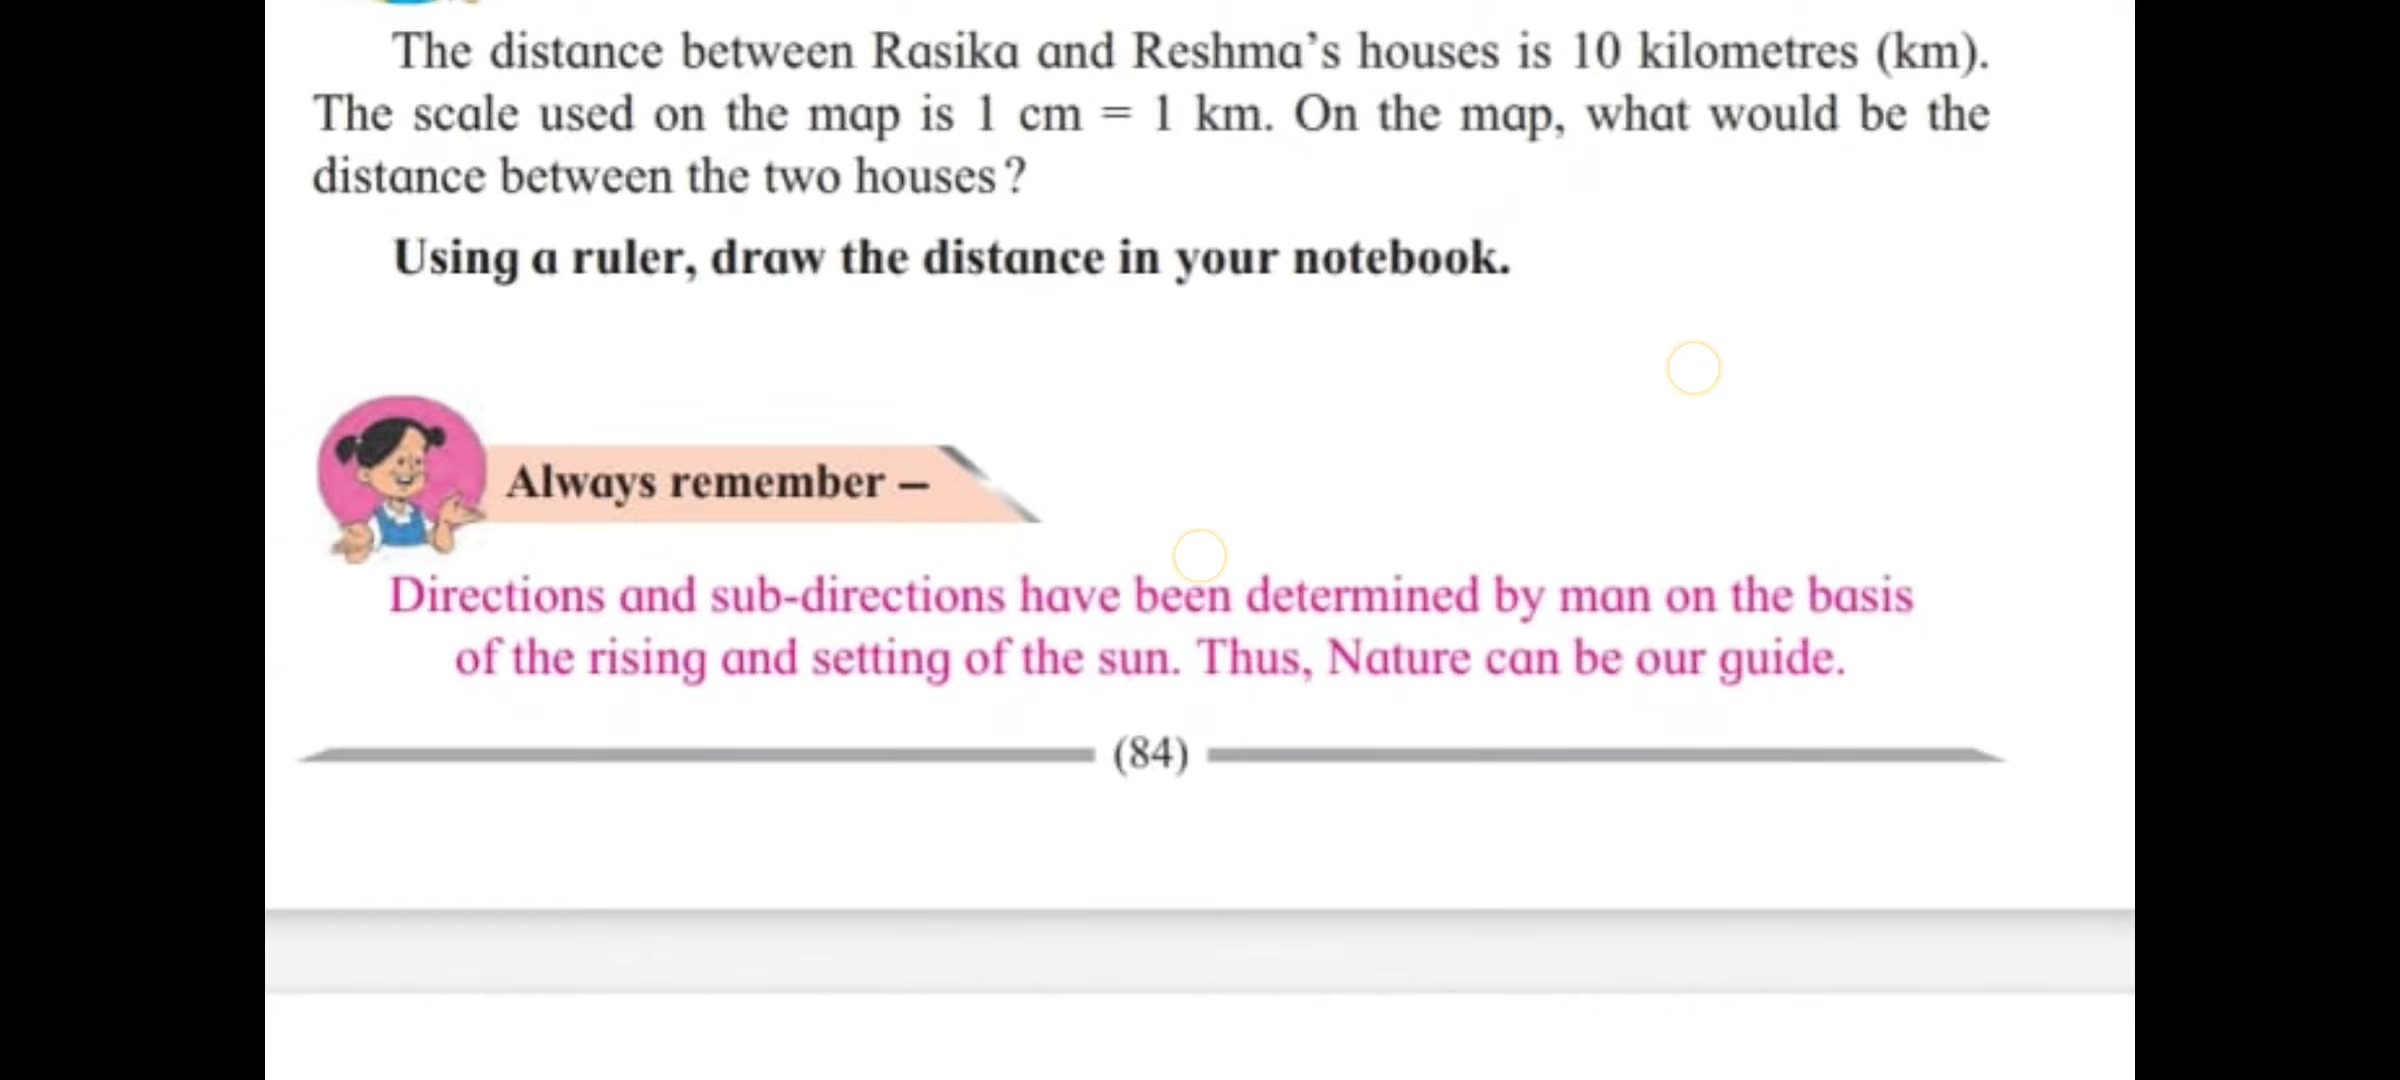 The distance between Rasika and Reshma’s houses is 10 kilometres (km).
The scale used on the map is 1 cm = 1 km. On the map, what would be the
distance between the two houses?
Using a ruler, draw the distance in your notebook.
Always remember –
Directions and sub-directions have been determined by man on the basis
of the rising and setting of the sun. Thus, Nature can be our guide.
(84)